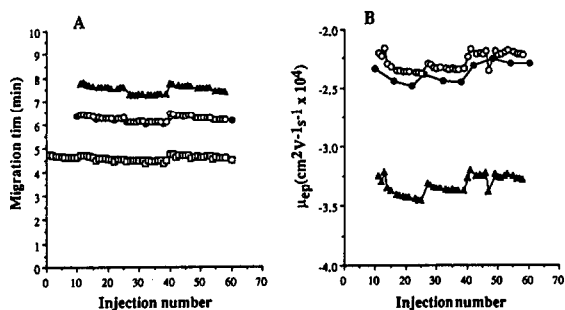 A
B
Migration tim (min)
10
9
8
7
6
5
4
3
2
1
0
0 10 20 30 40 50 60 70
Injection number
μep(cm2V-1s-1 x 10⁴)
-2,0
-2,5
-3,0
-3,5
-4,0
0 10 20 30 40 50 60 70
Injection number